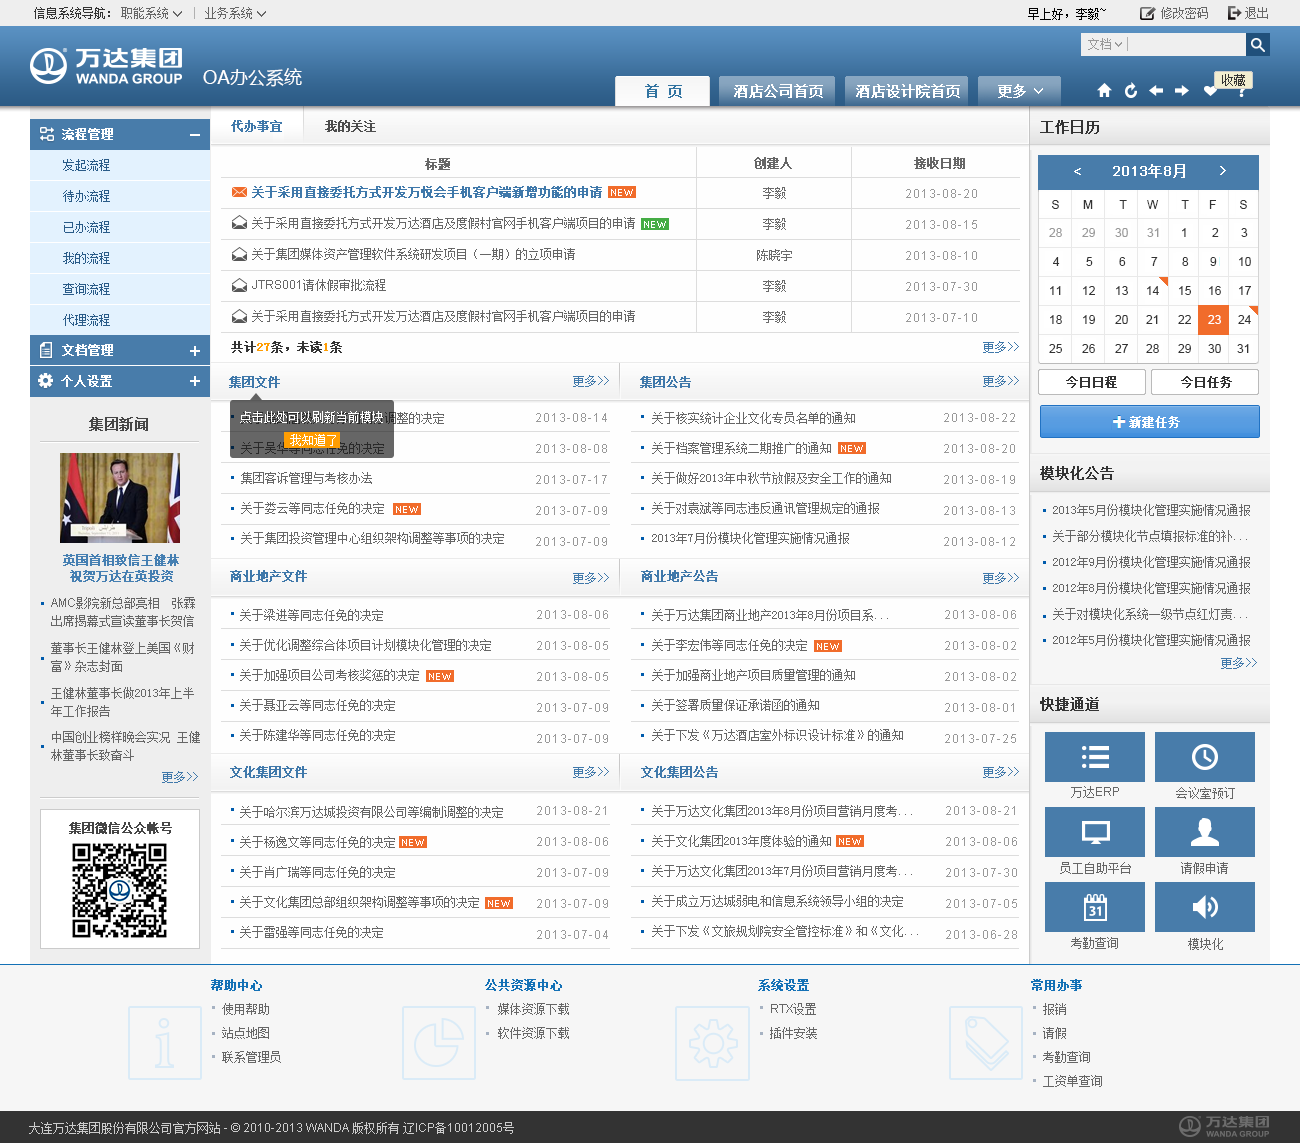 信息系统导航： 职能系统 | 业务系统
早上好，李毅~ 修改密码 退出
万达集团 WANDA GROUP OA办公系统
文档
首 页 酒店公司首页 酒店设计院首页 更多
收藏
流程管理
发起流程
待办流程
已办流程
我的流程
查询流程
代理流程
文档管理
个人设置
集团新闻
英国首相致信王健林
祝贺万达在英投资
AMC影院新总部亮相 张霖
出席揭幕式宣读董事长贺信
董事长王健林登上美国《财
富》杂志封面
王健林董事长做2013年上半
年工作报告
中国创业榜样晚会实况 王健
林董事长致奋斗
更多>>
集团微信公众帐号
代办事宜 我的关注
标题 创建人 接收日期
关于采用直接委托方式开发万悦会手机客户端新增功能的申请 NEW 李毅 2013-08-20
关于采用直接委托方式开发万达酒店及度假村官网手机客户端项目的申请 NEW 李毅 2013-08-15
关于集团媒体资产管理软件系统研发项目（一期）的立项申请 陈晓宇 2013-08-10
JTRS001请休假审批流程 李毅 2013-07-30
关于采用直接委托方式开发万达酒店及度假村官网手机客户端项目的申请 李毅 2013-07-10
共计27条，未读1条 更多>>
集团文件 更多>>
点击此处可以刷新当前模块
我知道了
调整的决定 2013-08-14
关于吴华等同志任免的决定 2013-08-08
集团客诉管理与考核办法 2013-07-17
关于娄云等同志任免的决定 NEW 2013-07-09
关于集团投资管理中心组织架构调整等事项的决定 2013-07-09
集团公告 更多>>
关于核实统计企业文化专员名单的通知 2013-08-22
关于档案管理系统二期推广的通知 NEW 2013-08-20
关于做好2013年中秋节放假及安全工作的通知 2013-08-19
关于对袁斌等同志违反通讯管理规定的通报 2013-08-13
2013年7月份模块化管理实施情况通报 2013-08-12
商业地产文件 更多>>
关于梁进等同志任免的决定 2013-08-06
关于优化调整综合体项目计划模块化管理的决定 2013-08-05
关于加强项目公司考核奖惩的决定 NEW 2013-08-05
关于聂亚云等同志任免的决定 2013-07-09
关于陈建华等同志任免的决定 2013-07-09
商业地产公告 更多>>
关于万达集团商业地产2013年8月份项目系... 2013-08-06
关于李宏伟等同志任免的决定 NEW 2013-08-02
关于加强商业地产项目质量管理的通知 2013-08-02
关于签署质量保证承诺函的通知 2013-08-01
关于下发《万达酒店室外标识设计标准》的通知 2013-07-25
文化集团文件 更多>>
关于哈尔滨万达城投资有限公司等编制调整的决定 2013-08-21
关于杨逸文等同志任免的决定 NEW 2013-08-06
关于肖广瑞等同志任免的决定 2013-07-09
关于文化集团总部组织架构调整等事项的决定 NEW 2013-07-09
关于雷强等同志任免的决定 2013-07-04
文化集团公告 更多>>
关于万达文化集团2013年8月份项目营销月度考... 2013-08-21
关于文化集团2013年度体验的通知 NEW 2013-08-06
关于万达文化集团2013年7月份项目营销月度考... 2013-07-30
关于成立万达城弱电和信息系统领导小组的决定 2013-07-05
关于下发《文旅规划院安全管控标准》和《文化... 2013-06-28
工作日历
< 2013年8月 >
S M T W T F S
28 29 30 31 1 2 3
4 5 6 7 8 9 10
11 12 13 14 15 16 17
18 19 20 21 22 23 24
25 26 27 28 29 30 31
今日日程 今日任务
新建任务
模块化公告
2013年5月份模块化管理实施情况通报
关于部分模块化节点填报标准的补...
2012年9月份模块化管理实施情况通报
2012年8月份模块化管理实施情况通报
关于对模块化系统一级节点红灯责...
2012年5月份模块化管理实施情况通报
更多>>
快捷通道
万达ERP 会议室预订
员工自助平台 请假申请
31
考勤查询 模块化
帮助中心
使用帮助
站点地图
联系管理员
公共资源中心
媒体资源下载
软件资源下载
系统设置
RTX设置
插件安装
常用办事
报销
请假
考勤查询
工资单查询
大连万达集团股份有限公司官方网站 - © 2010-2013 WANDA 版权所有 辽ICP备10012005号
万达集团 WANDA GROUP